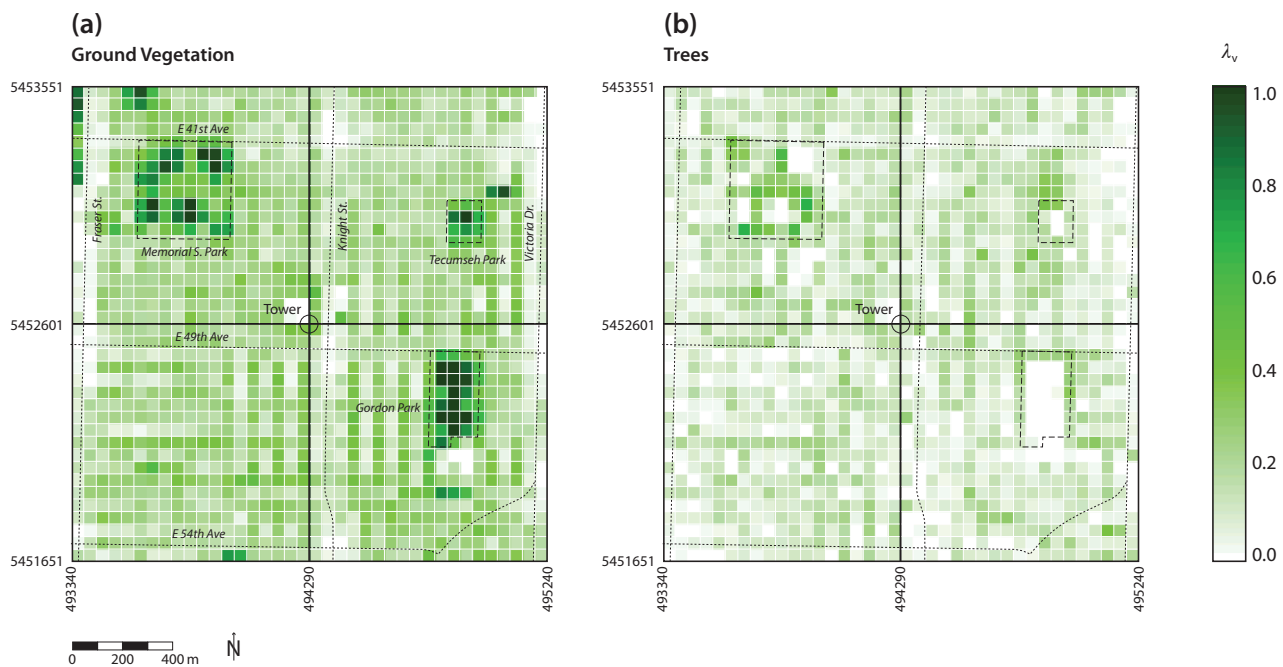 (a)
Ground Vegetation
5453551
E 41st Ave
Fraser St.
Memorial S. Park
Knight St.
Tecumseh Park
Victoria Dr.
Tower
5452601
E 49th Ave
Gordon Park
E 54th Ave
5451651
493340
494290
495240
0 200 400 m
N
(b)
Trees
5453551
Tower
5452601
5451651
493340
494290
495240
λv
1.0
0.8
0.6
0.4
0.2
0.0